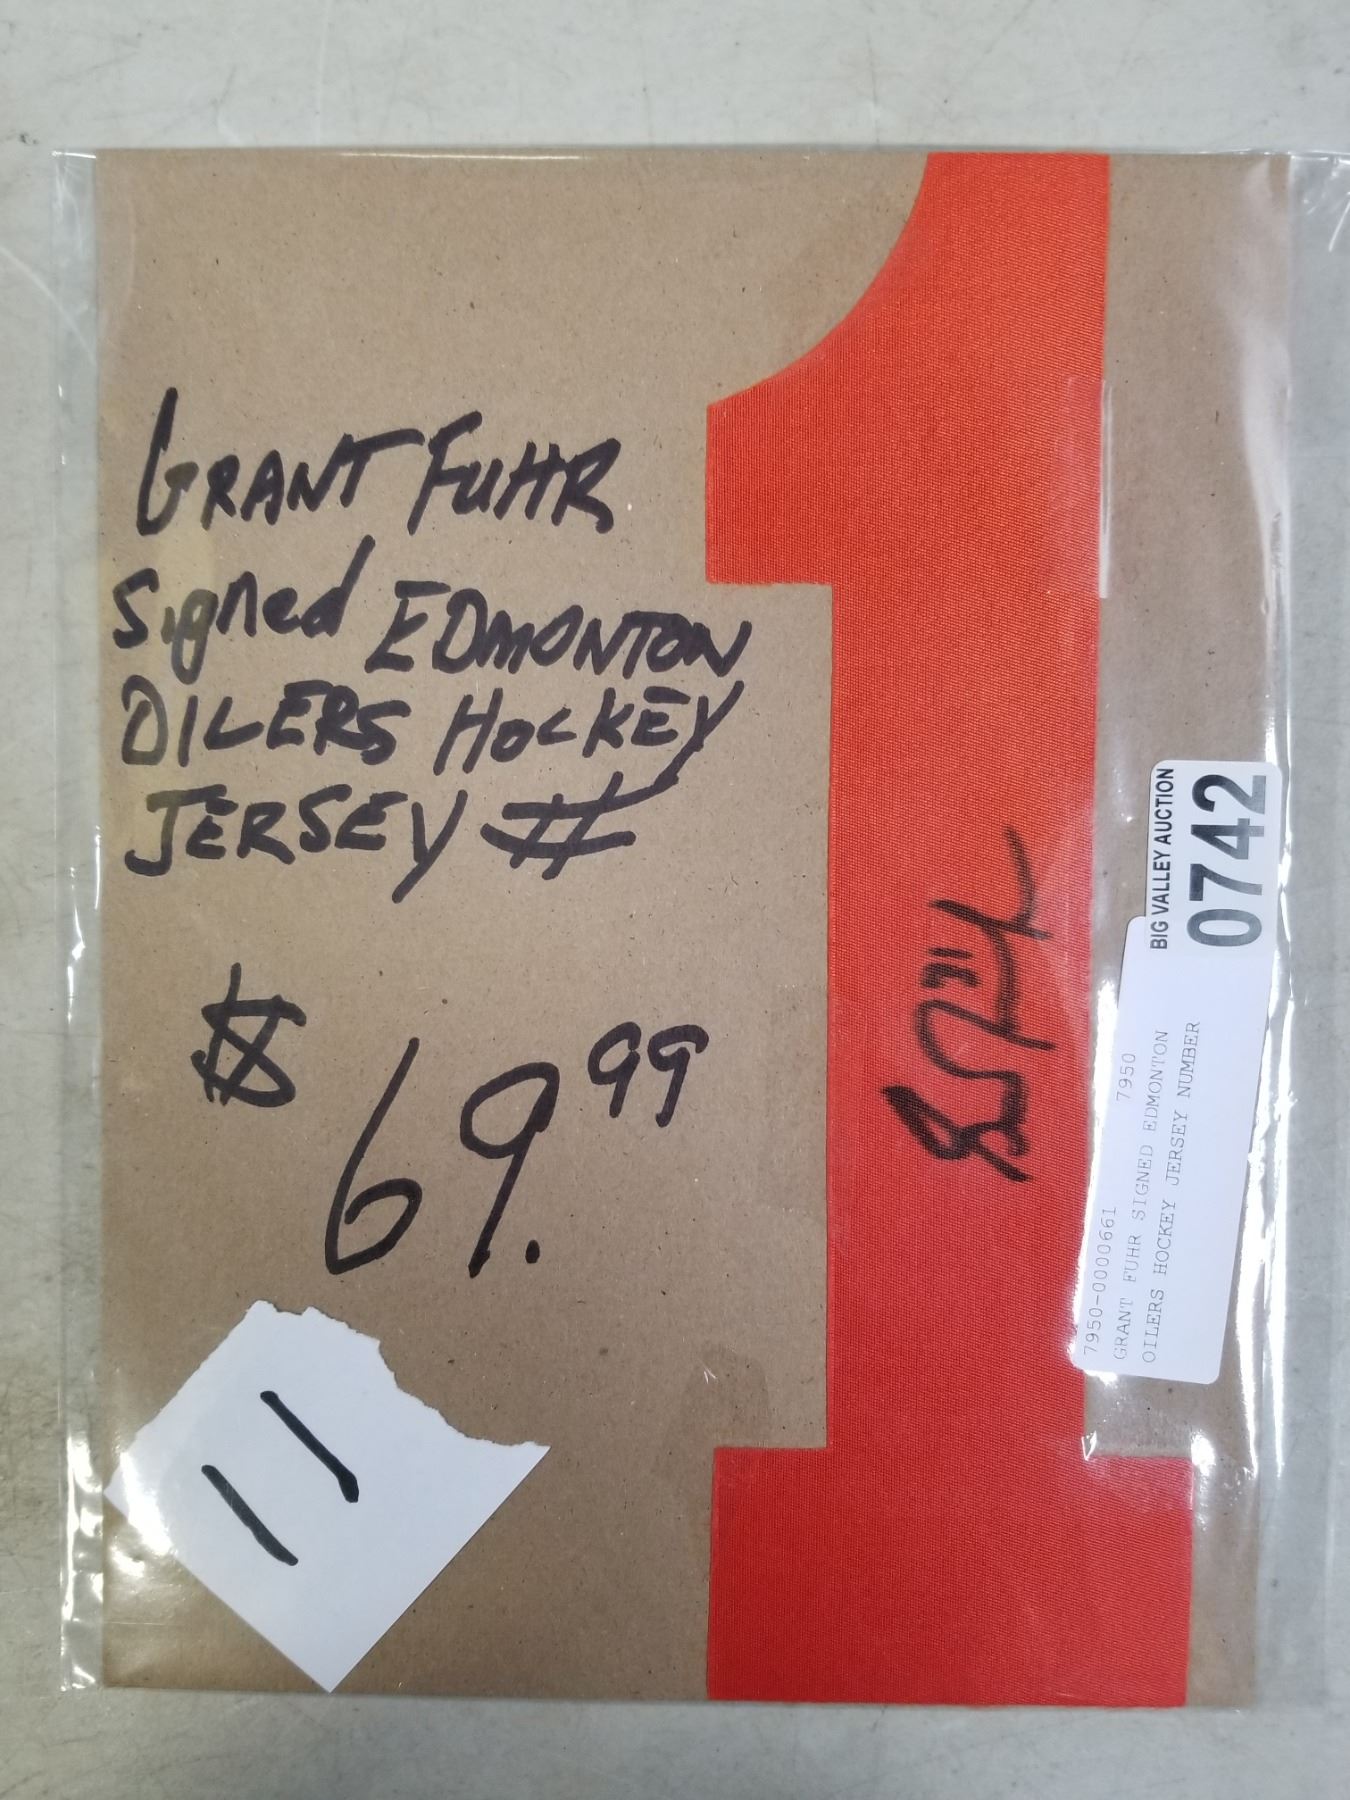 GRANT FUHR
Signed EDMONTON
OILERS HOCKEY
JERSEY #
$69.99
11
1
BIG VALLEY AUCTION
0742
7950-0000661 7950
GRANT FUHR SIGNED EDMONTON
OILERS HOCKEY JERSEY NUMBER